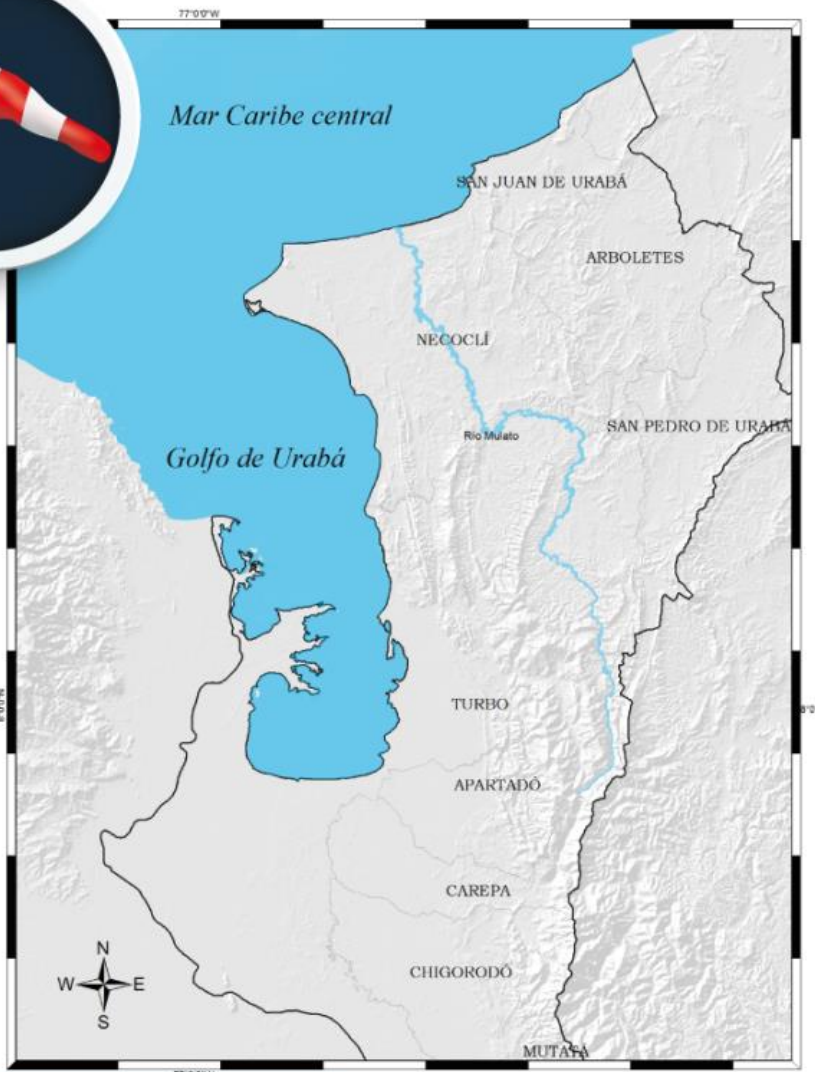 77°0'0"W
Mar Caribe central
SAN JUAN DE URABÁ
ARBOLETES
NECOCLÍ
SAN PEDRO DE URABÁ
Río Mulato
Golfo de Urabá
TURBO
APARTADÓ
CAREPA
CHIGORODÓ
N
W
E
S
MUTATÁ